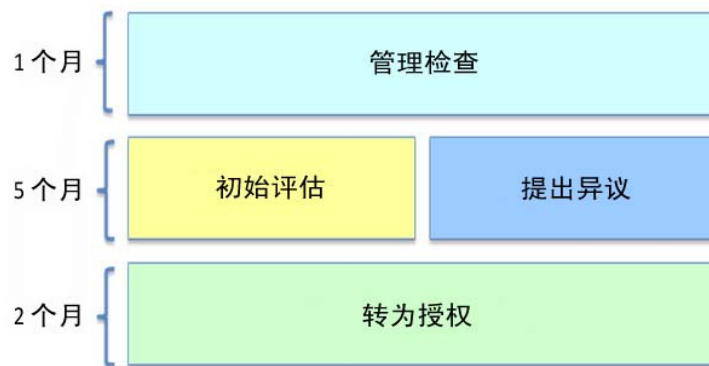 1 个月
管理检查
5 个月
初始评估
提出异议
2 个月
转为授权